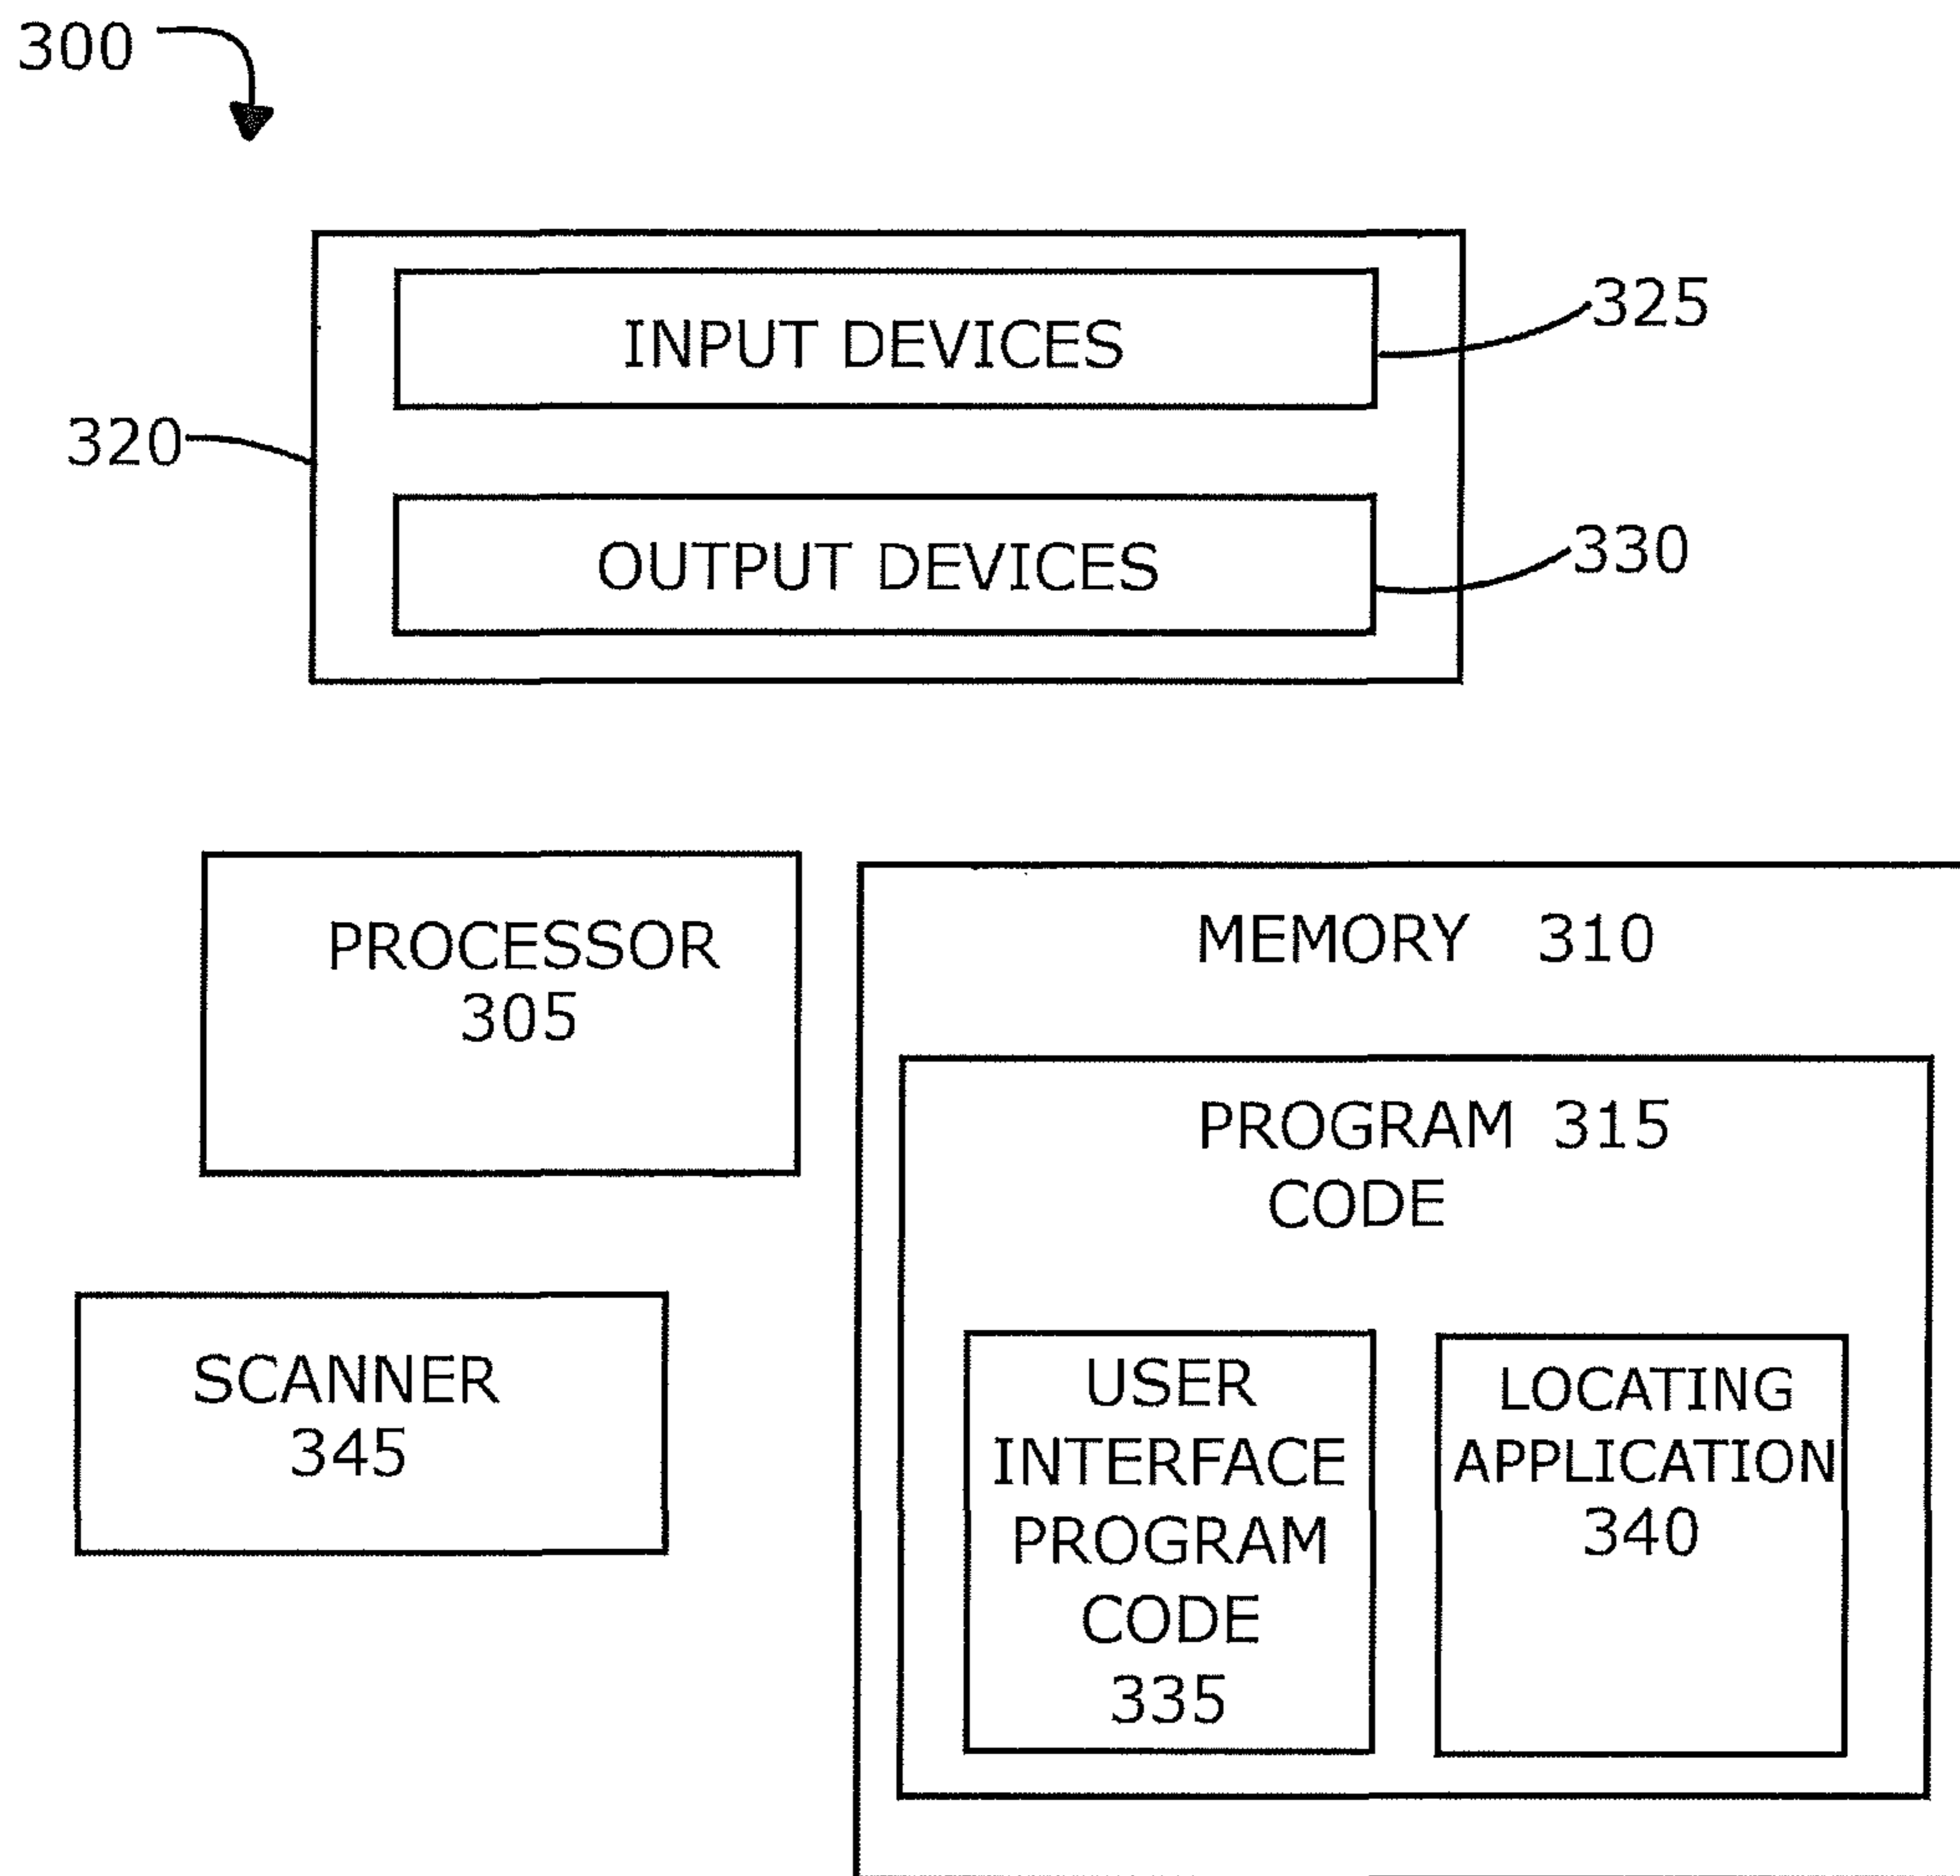 300
INPUT DEVICES
325
320
OUTPUT DEVICES
330
PROCESSOR
305
MEMORY 310
PROGRAM 315
CODE
SCANNER
345
USER
INTERFACE
PROGRAM
CODE
335
LOCATING
APPLICATION
340